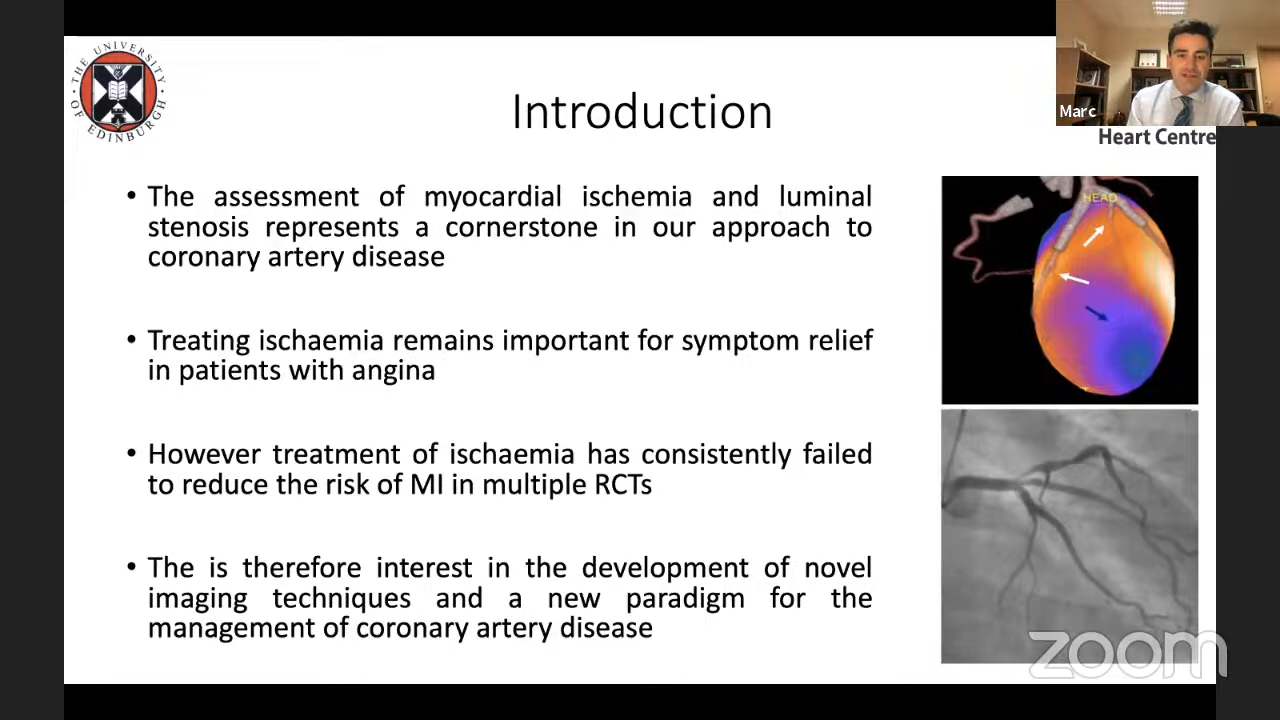 THE UNIVERSITY OF EDINBURGH
Introduction
Marc
Heart Centre
• The assessment of myocardial ischemia and luminal
stenosis represents a cornerstone in our approach to
coronary artery disease
• Treating ischaemia remains important for symptom relief
in patients with angina
• However treatment of ischaemia has consistently failed
to reduce the risk of MI in multiple RCTs
• The is therefore interest in the development of novel
imaging techniques and a new paradigm for the
management of coronary artery disease
HEAD
zoom